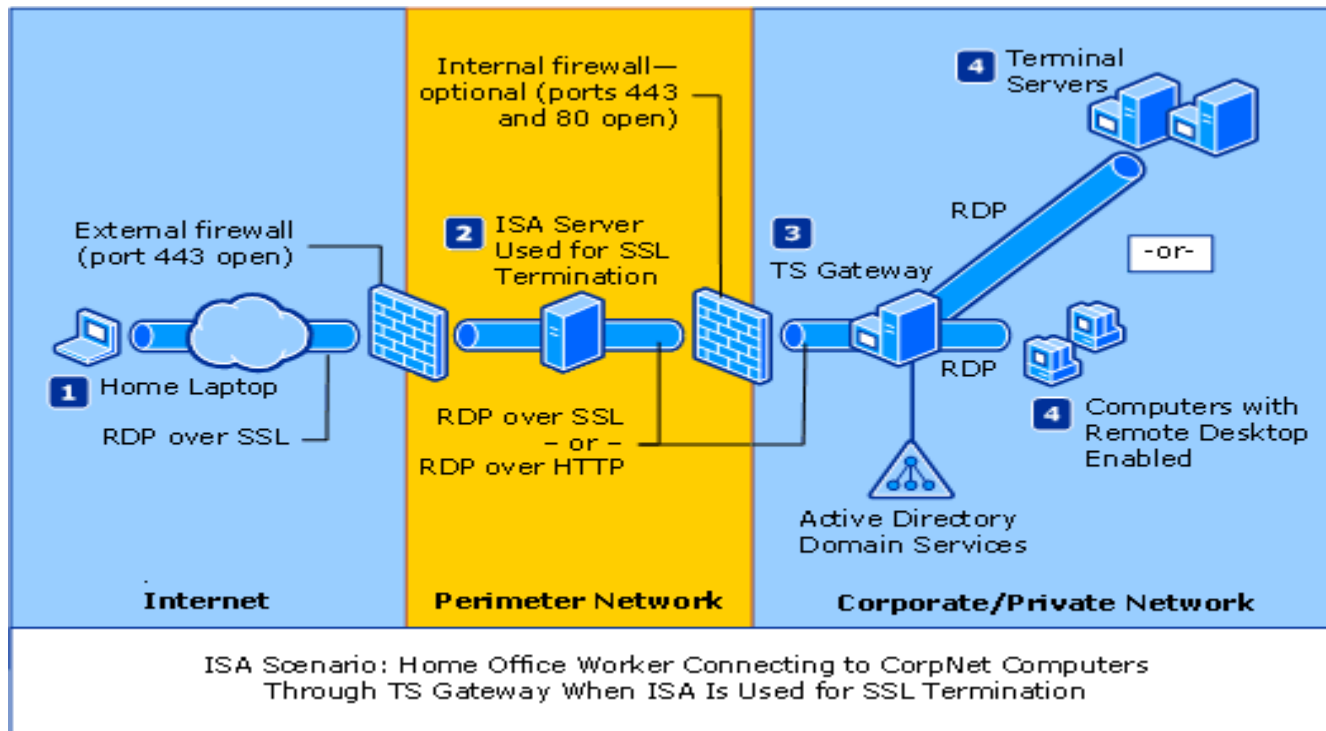 Internal firewall—
optional (ports 443
and 80 open)
4
Terminal
Servers
External firewall
(port 443 open)
2
ISA Server
Used for SSL
Termination
3
TS Gateway
RDP
-or-
1
Home Laptop
RDP over SSL
RDP over SSL
– or –
RDP over HTTP
RDP
4
Computers with
Remote Desktop
Enabled
Active Directory
Domain Services
Internet
Perimeter Network
Corporate/Private Network
ISA Scenario: Home Office Worker Connecting to CorpNet Computers
Through TS Gateway When ISA Is Used for SSL Termination